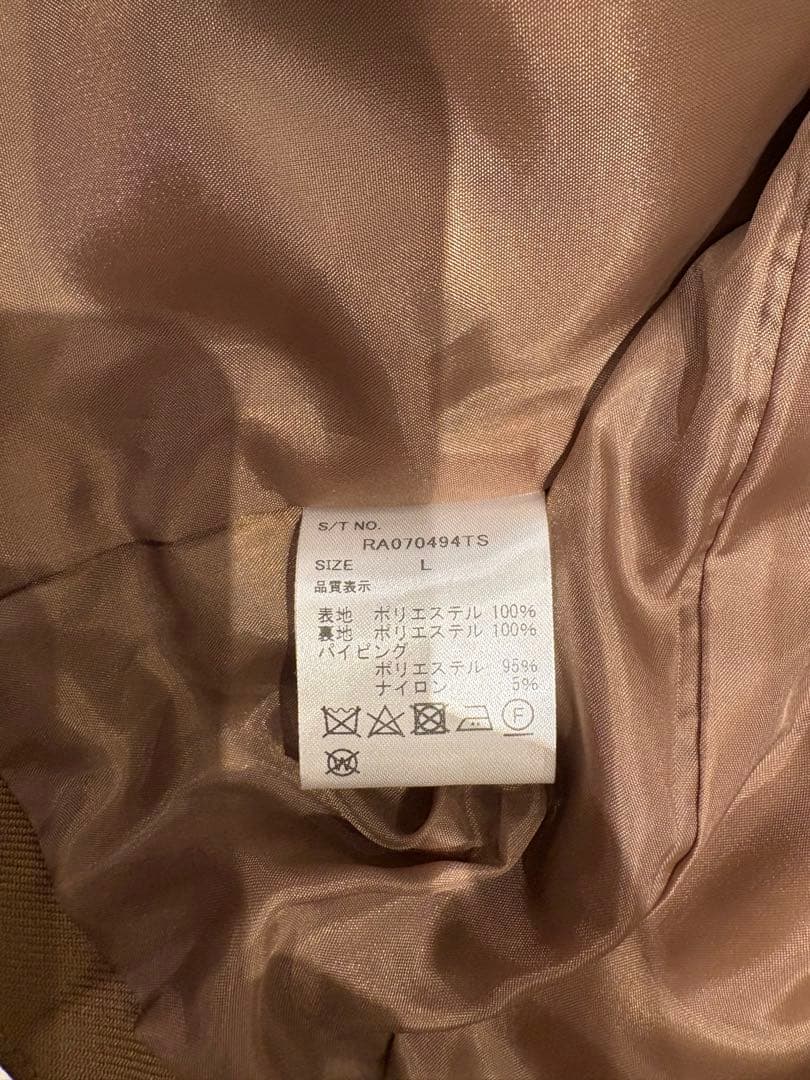 S/T NO.
RA070494TS
SIZE L
品質表示
表地 ポリエステル 100%
裏地 ポリエステル 100%
パイピング
ポリエステル 95%
ナイロン 5%
F
W